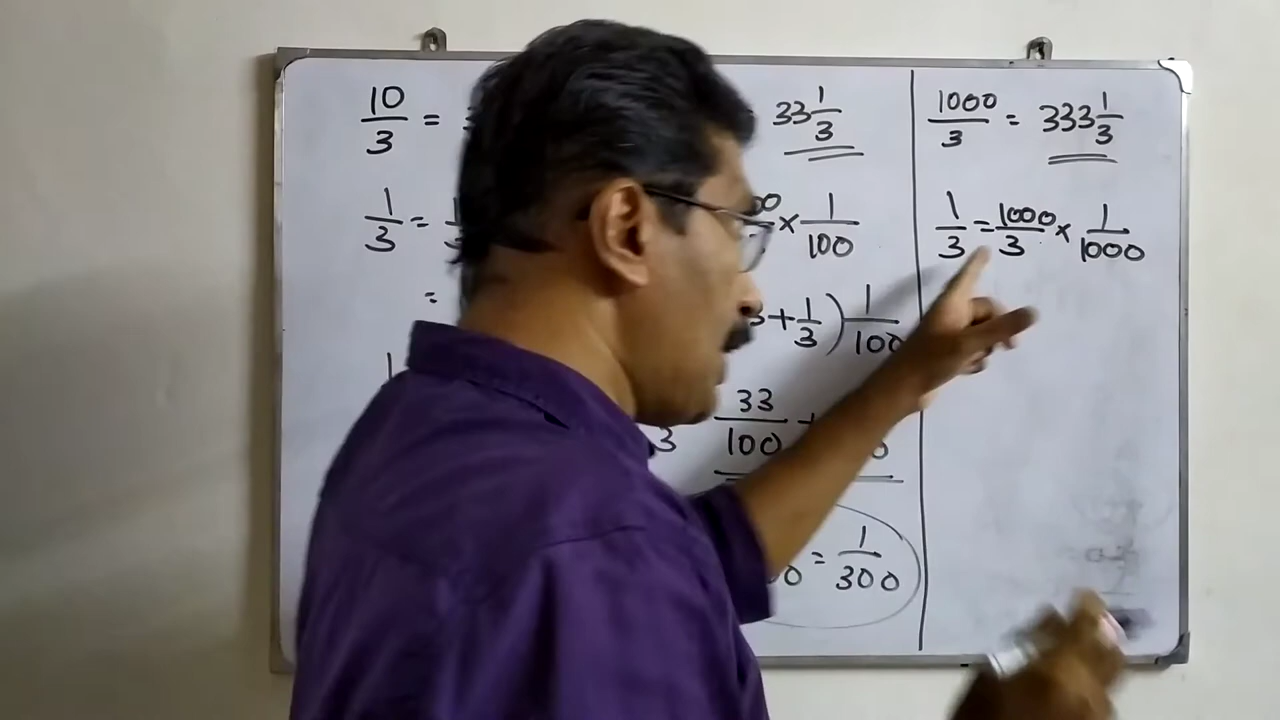 10/3 =
1/3 =
=
1
33 1/3
× 1/100
+ 1/3 ) 1/100
3 33/100 +
= 1/300
1000/3 = 333 1/3
1/3 = 1000/3 × 1/1000